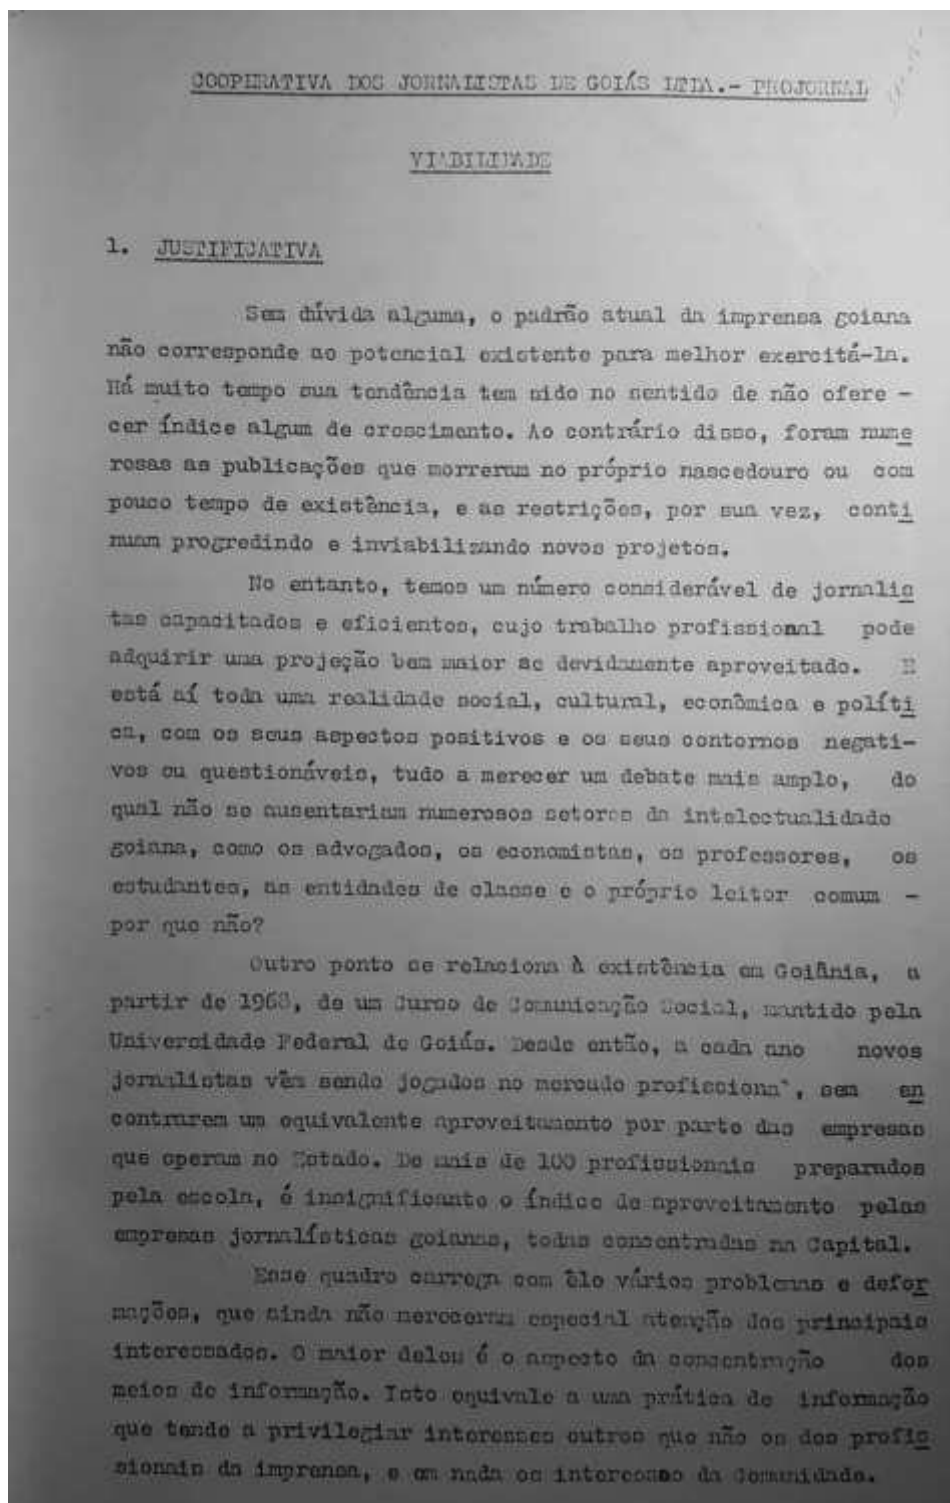 COOPERATIVA DOS JORNALISTAS DE GOIÁS LTDA.- PROJORNAL
VIABILIDADE
1. JUSTIFICATIVA
Sem dúvida alguma, o padrão atual da imprensa goiana
não corresponde ao potencial existente para melhor exercitá-la.
Há muito tempo sua tendência tem sido no sentido de não ofere -
cer índice algum de crescimento. Ao contrário disso, foram nume
rosas as publicações que morreram no próprio nascedouro ou com
pouco tempo de existência, e as restrições, por sua vez, conti
nuam progredindo e inviabilizando novos projetos.
No entanto, temos um número considerável de jornalis
tas capacitados e eficientes, cujo trabalho profissional pode
adquirir uma projeção bem maior se devidamente aproveitado. E
está aí toda uma realidade social, cultural, econômica e políti
ca, com os seus aspectos positivos e os seus contornos negati-
vos ou questionáveis, tudo a merecer um debate mais amplo, do
qual não se ausentariam numerosos setores da intelectualidade
goiana, como os advogados, os economistas, os professores, os
estudantes, as entidades de classe e o próprio leitor comum -
por que não?
Outro ponto se relaciona à existência em Goiânia, a
partir de 1968, de um Curso de Comunicação Social, mantido pela
Universidade Federal de Goiás. Desde então, a cada ano novos
jornalistas vêm sendo jogados no mercado profissional, sem en
contrarem um equivalente aproveitamento por parte das empresas
que operam no Estado. De mais de 100 profissionais preparados
pela escola, é insignificante o índice de aproveitamento pelas
empresas jornalísticas goianas, todas concentradas na Capital.
Esse quadro carrega com êle vários problemas e defor
mações, que ainda não mereceram especial atenção dos principais
interessados. O maior deles é o aspecto da concentração dos
meios de informação. Isto equivale a uma prática de informação
que tende a privilegiar interesses outros que não os dos profis
sionais da imprensa, e em nada os interesses da Comunidade.